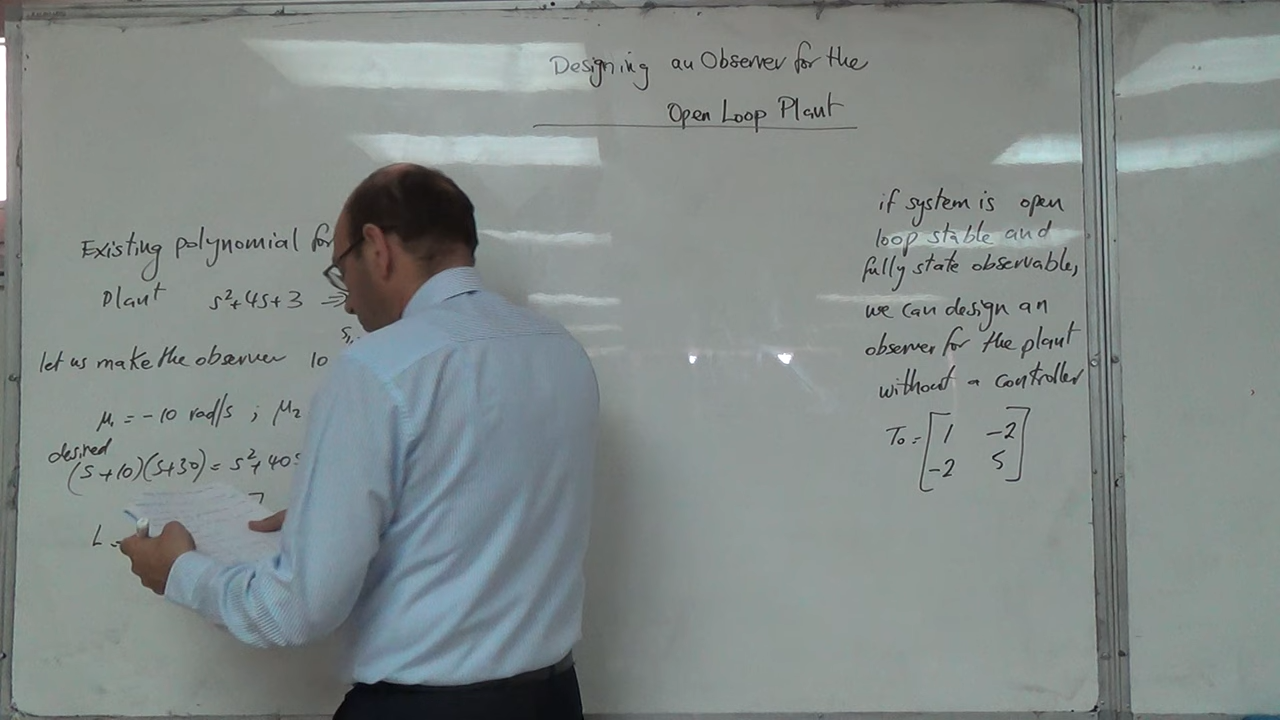 Designing an Observer for the
Open Loop Plant
Existing polynomial for
Plant s²+4s+3 ⇒
s₁,
let us make the observer 10
μ₁ = -10 rad/s ; μ₂
desired
(s+10)(s+30) = s²+40s
L =
if system is open
loop stable and
fully state observable,
we can design an
observer for the plant
without a controller
To = [1 -2
-2 5]